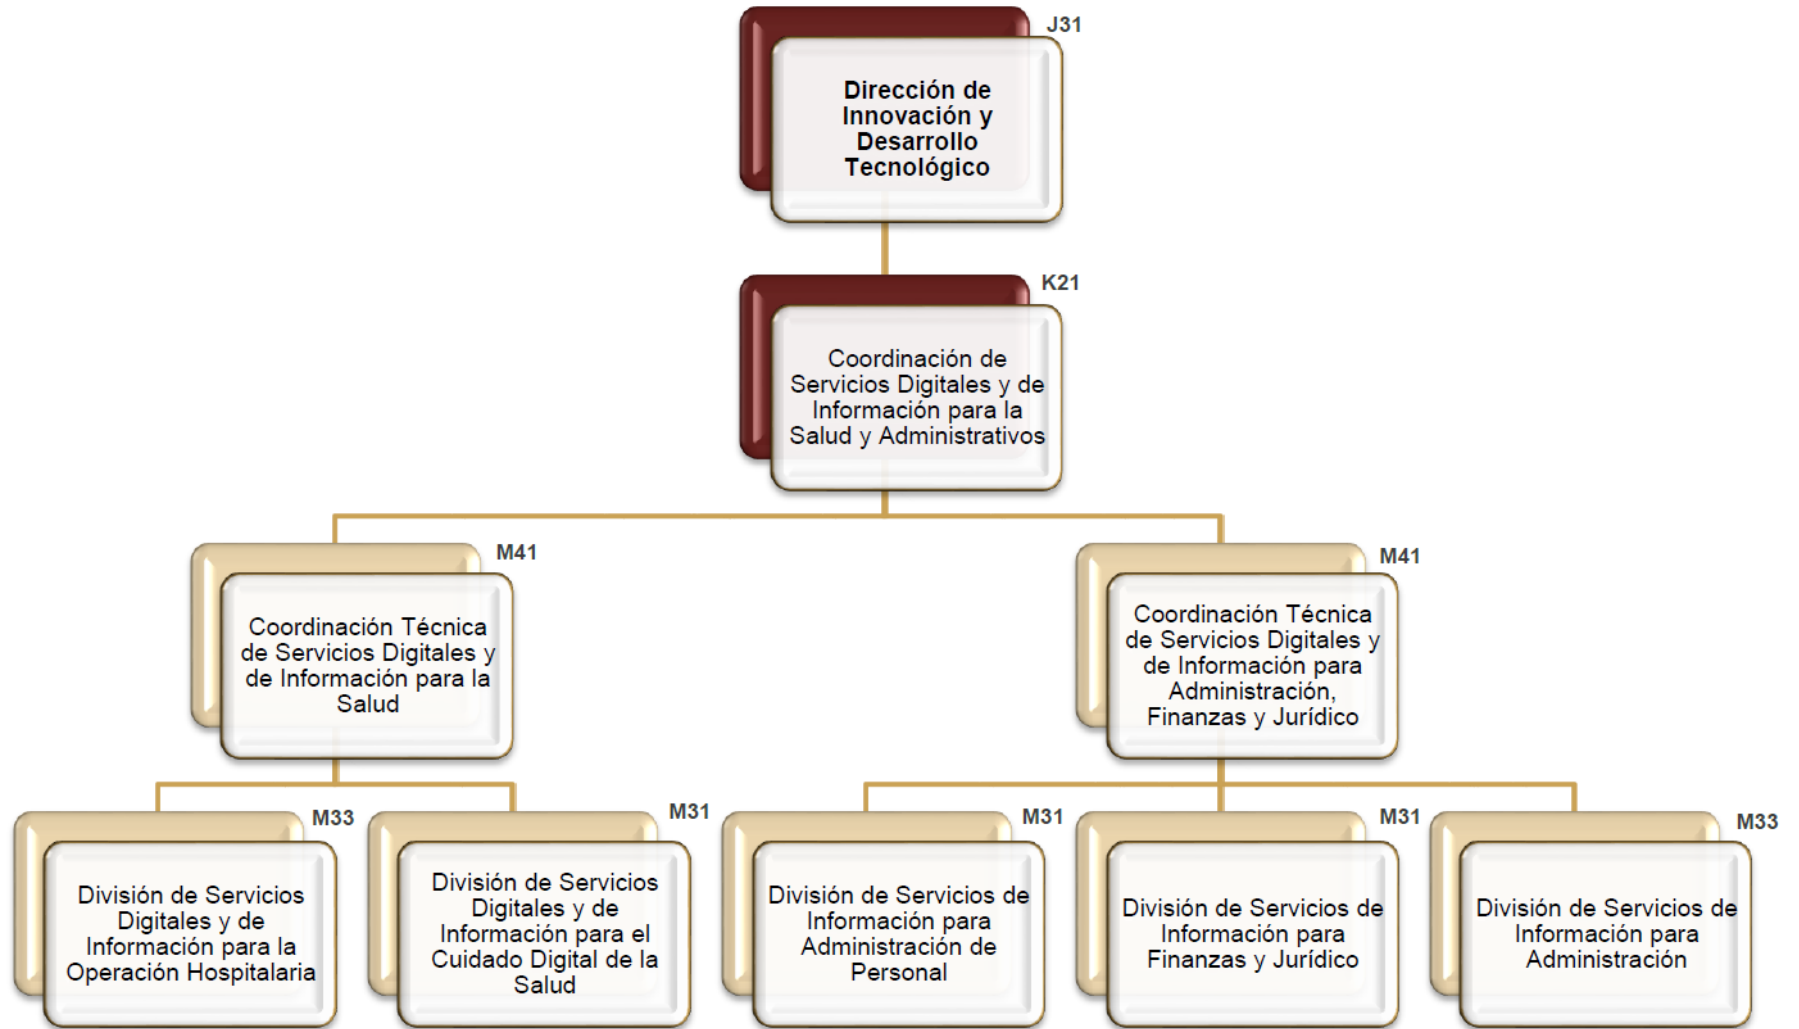 J31
Dirección de
Innovación y
Desarrollo
Tecnológico
K21
Coordinación de
Servicios Digitales y de
Información para la
Salud y Administrativos
M41
Coordinación Técnica
de Servicios Digitales y
de Información para la
Salud
M41
Coordinación Técnica
de Servicios Digitales y
de Información para
Administración,
Finanzas y Jurídico
M33
División de Servicios
Digitales y de
Información para la
Operación Hospitalaria
M31
División de Servicios
Digitales y de
Información para el
Cuidado Digital de la
Salud
M31
División de Servicios de
Información para
Administración de
Personal
M31
División de Servicios de
Información para
Finanzas y Jurídico
M33
División de Servicios de
Información para
Administración